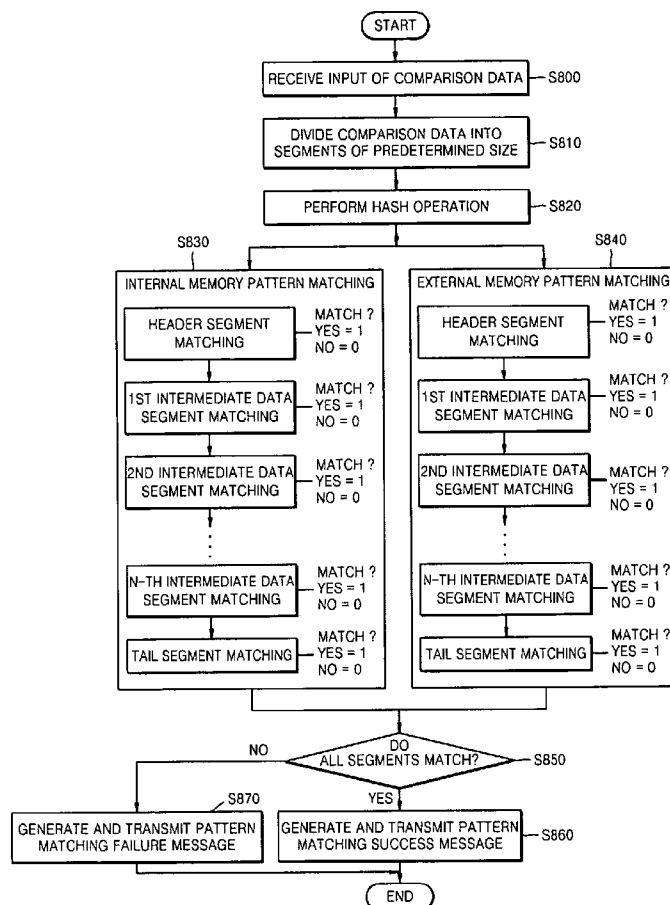 START
RECEIVE INPUT OF COMPARISON DATA
S800
DIVIDE COMPARISON DATA INTO
SEGMENTS OF PREDETERMINED SIZE
S810
PERFORM HASH OPERATION
S820
S830
INTERNAL MEMORY PATTERN MATCHING
HEADER SEGMENT
MATCHING
MATCH ?
YES = 1
NO = 0
1ST INTERMEDIATE DATA
SEGMENT MATCHING
MATCH ?
YES = 1
NO = 0
2ND INTERMEDIATE DATA
SEGMENT MATCHING
MATCH ?
YES = 1
NO = 0
N-TH INTERMEDIATE DATA
SEGMENT MATCHING
MATCH ?
YES = 1
NO = 0
TAIL SEGMENT MATCHING
MATCH ?
YES = 1
NO = 0
S840
EXTERNAL MEMORY PATTERN MATCHING
HEADER SEGMENT
MATCHING
MATCH ?
YES = 1
NO = 0
1ST INTERMEDIATE DATA
SEGMENT MATCHING
MATCH ?
YES = 1
NO = 0
2ND INTERMEDIATE DATA
SEGMENT MATCHING
MATCH ?
YES = 1
NO = 0
N-TH INTERMEDIATE DATA
SEGMENT MATCHING
MATCH ?
YES = 1
NO = 0
TAIL SEGMENT MATCHING
MATCH ?
YES = 1
NO = 0
DO
ALL SEGMENTS MATCH?
S850
NO
YES
S870
GENERATE AND TRANSMIT PATTERN
MATCHING FAILURE MESSAGE
GENERATE AND TRANSMIT PATTERN
MATCHING SUCCESS MESSAGE
S860
END